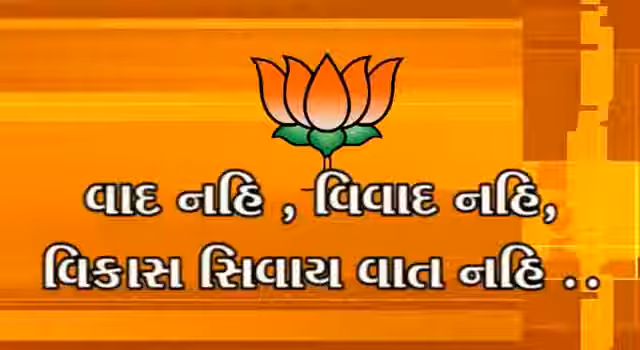 વાદ નહિ , વિવાદ નહિ,
વિકાસ સિવાય વાત નહિ ..